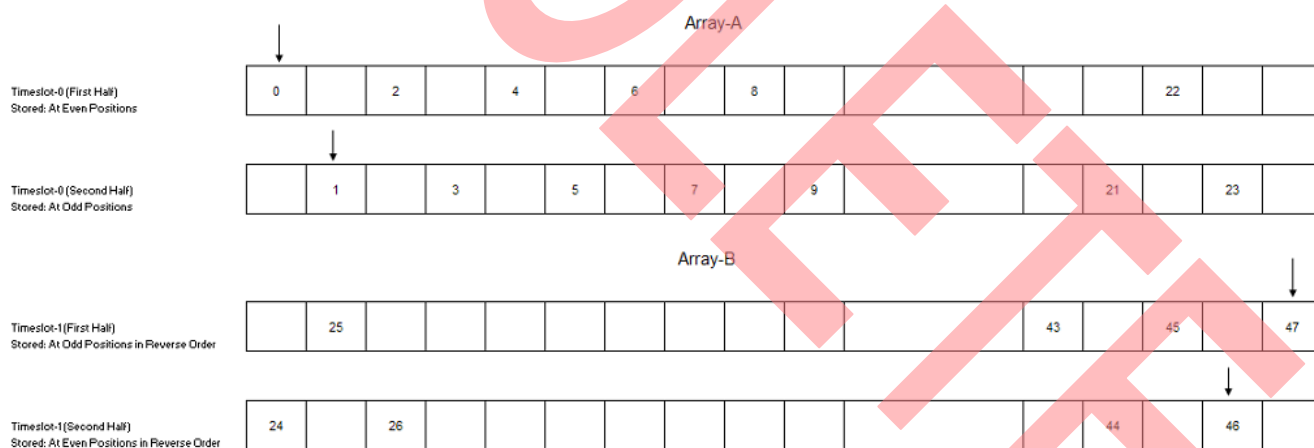 Array-A
Timeslot-0 (First Half)
Stored: At Even Positions
0 2 4 6 8 22
Timeslot-0 (Second Half)
Stored: At Odd Positions
1 3 5 7 9 21 23
Array-B
Timeslot-1(First Half)
Stored: At Odd Positions in Reverse Order
25 43 45 47
Timeslot-1(Second Half)
Stored: At Even Positions in Reverse Order
24 26 44 46